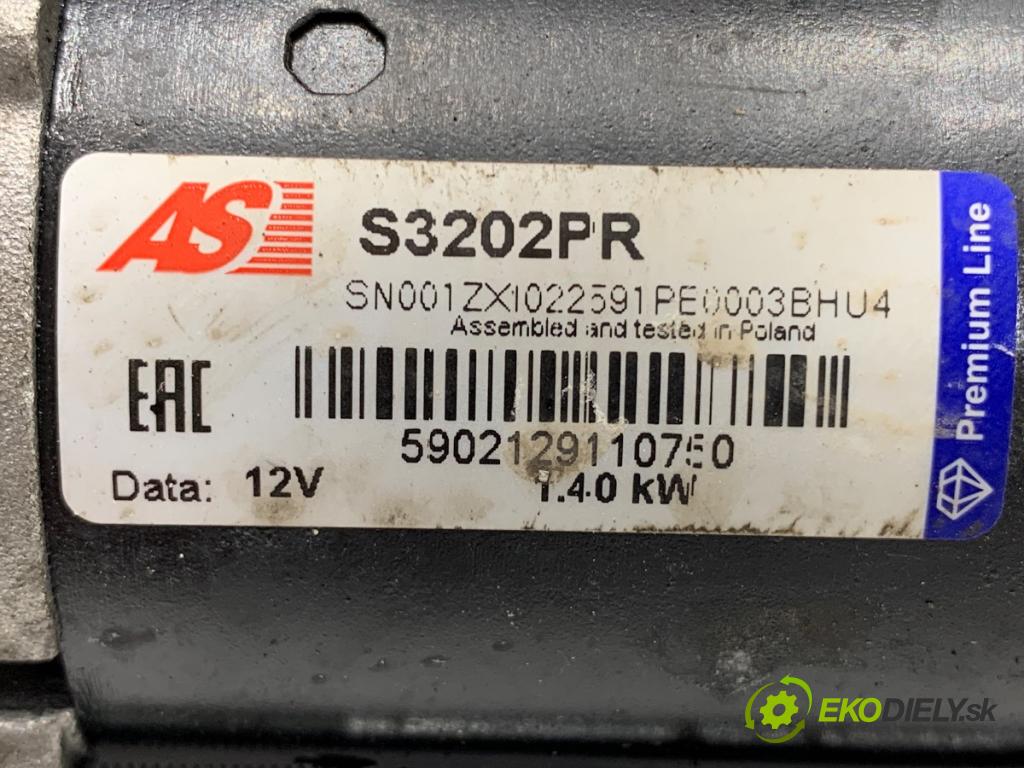 AS
S3202PR
SN001ZX1022591PE0003BHU4
Assembled and tested in Poland
EAC
5902129110750
Data: 12V 1.40 kW
Premium Line
EKODIELY.sk